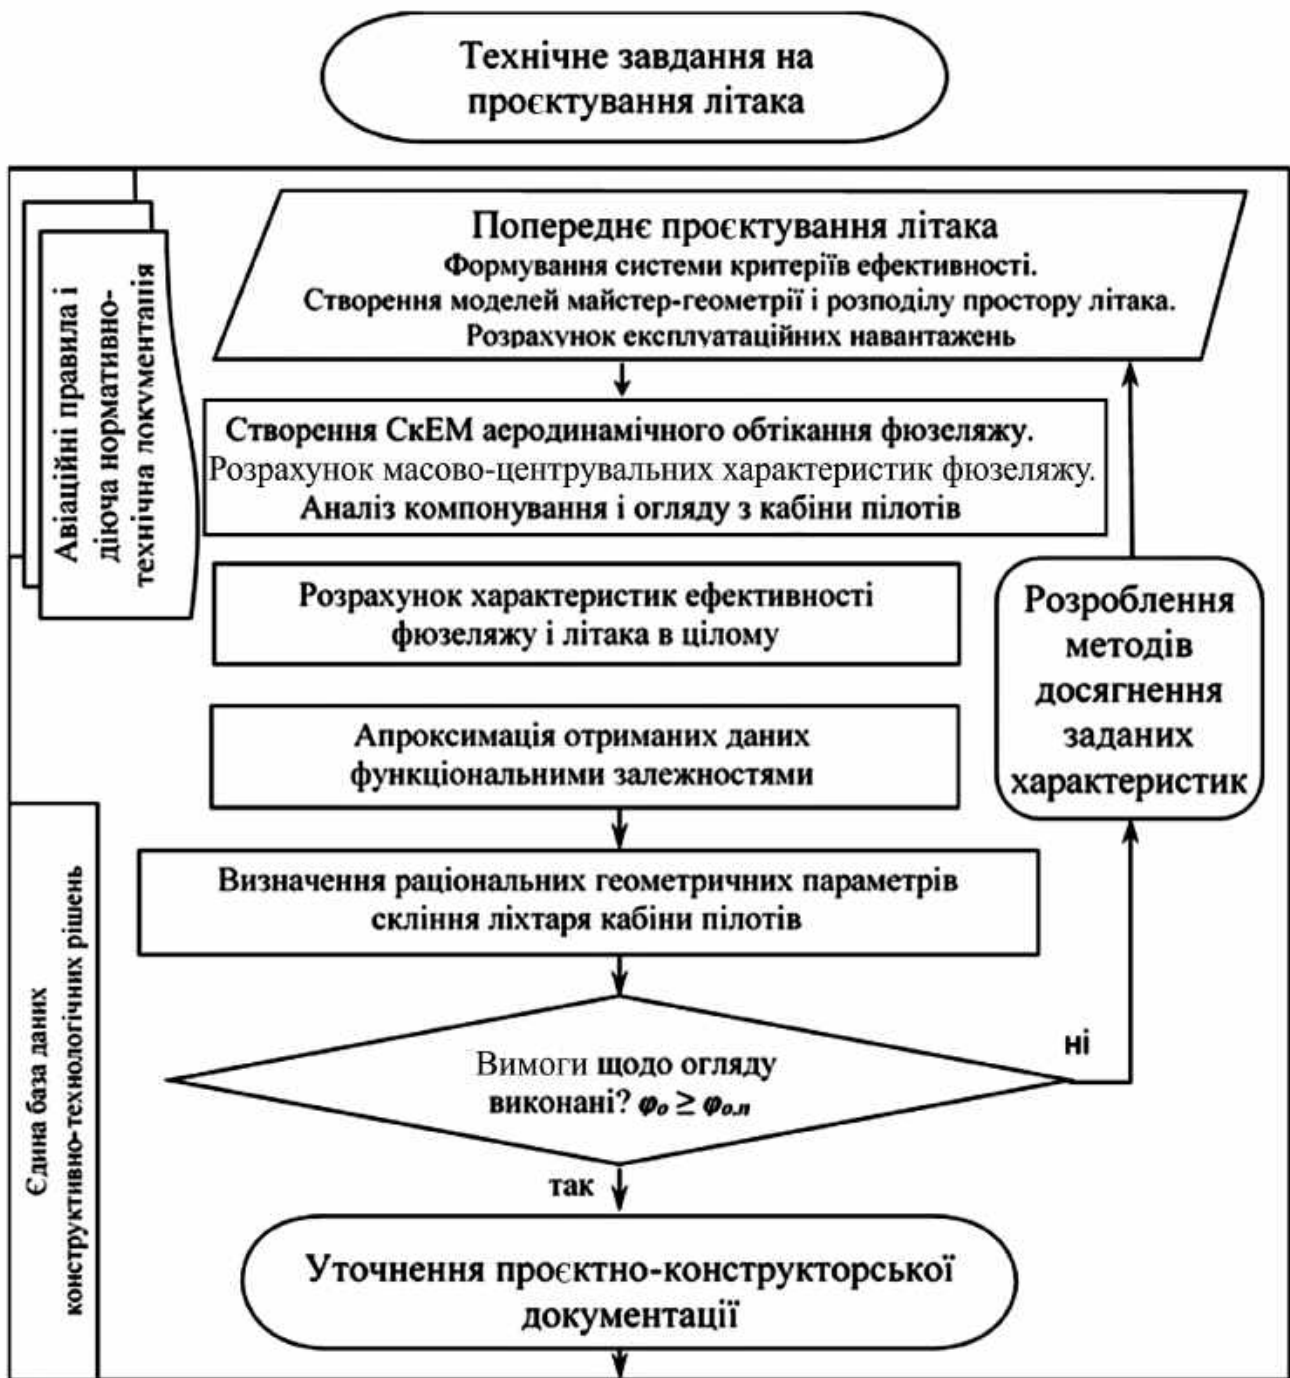 Технічне завдання на
проєктування літака
Авіаційні правила і
діюча нормативно-
технічна документація
Попереднє проєктування літака
Формування системи критеріїв ефективності.
Створення моделей майстер-геометрії і розподілу простору літака.
Розрахунок експлуатаційних навантажень
Створення СкЕМ аеродинамічного обтікання фюзеляжу.
Розрахунок масово-центрувальних характеристик фюзеляжу.
Аналіз компонування і огляду з кабіни пілотів
Розрахунок характеристик ефективності
фюзеляжу і літака в цілому
Розроблення
методів
досягнення
заданих
характеристик
Апроксимація отриманих даних
функціональними залежностями
Визначення раціональних геометричних параметрів
скління ліхтаря кабіни пілотів
Єдина база даних
конструктивно-технологічних рішень
Вимоги щодо огляду
виконані? φо ≥ φо.п
ні
так
Уточнення проєктно-конструкторської
документації